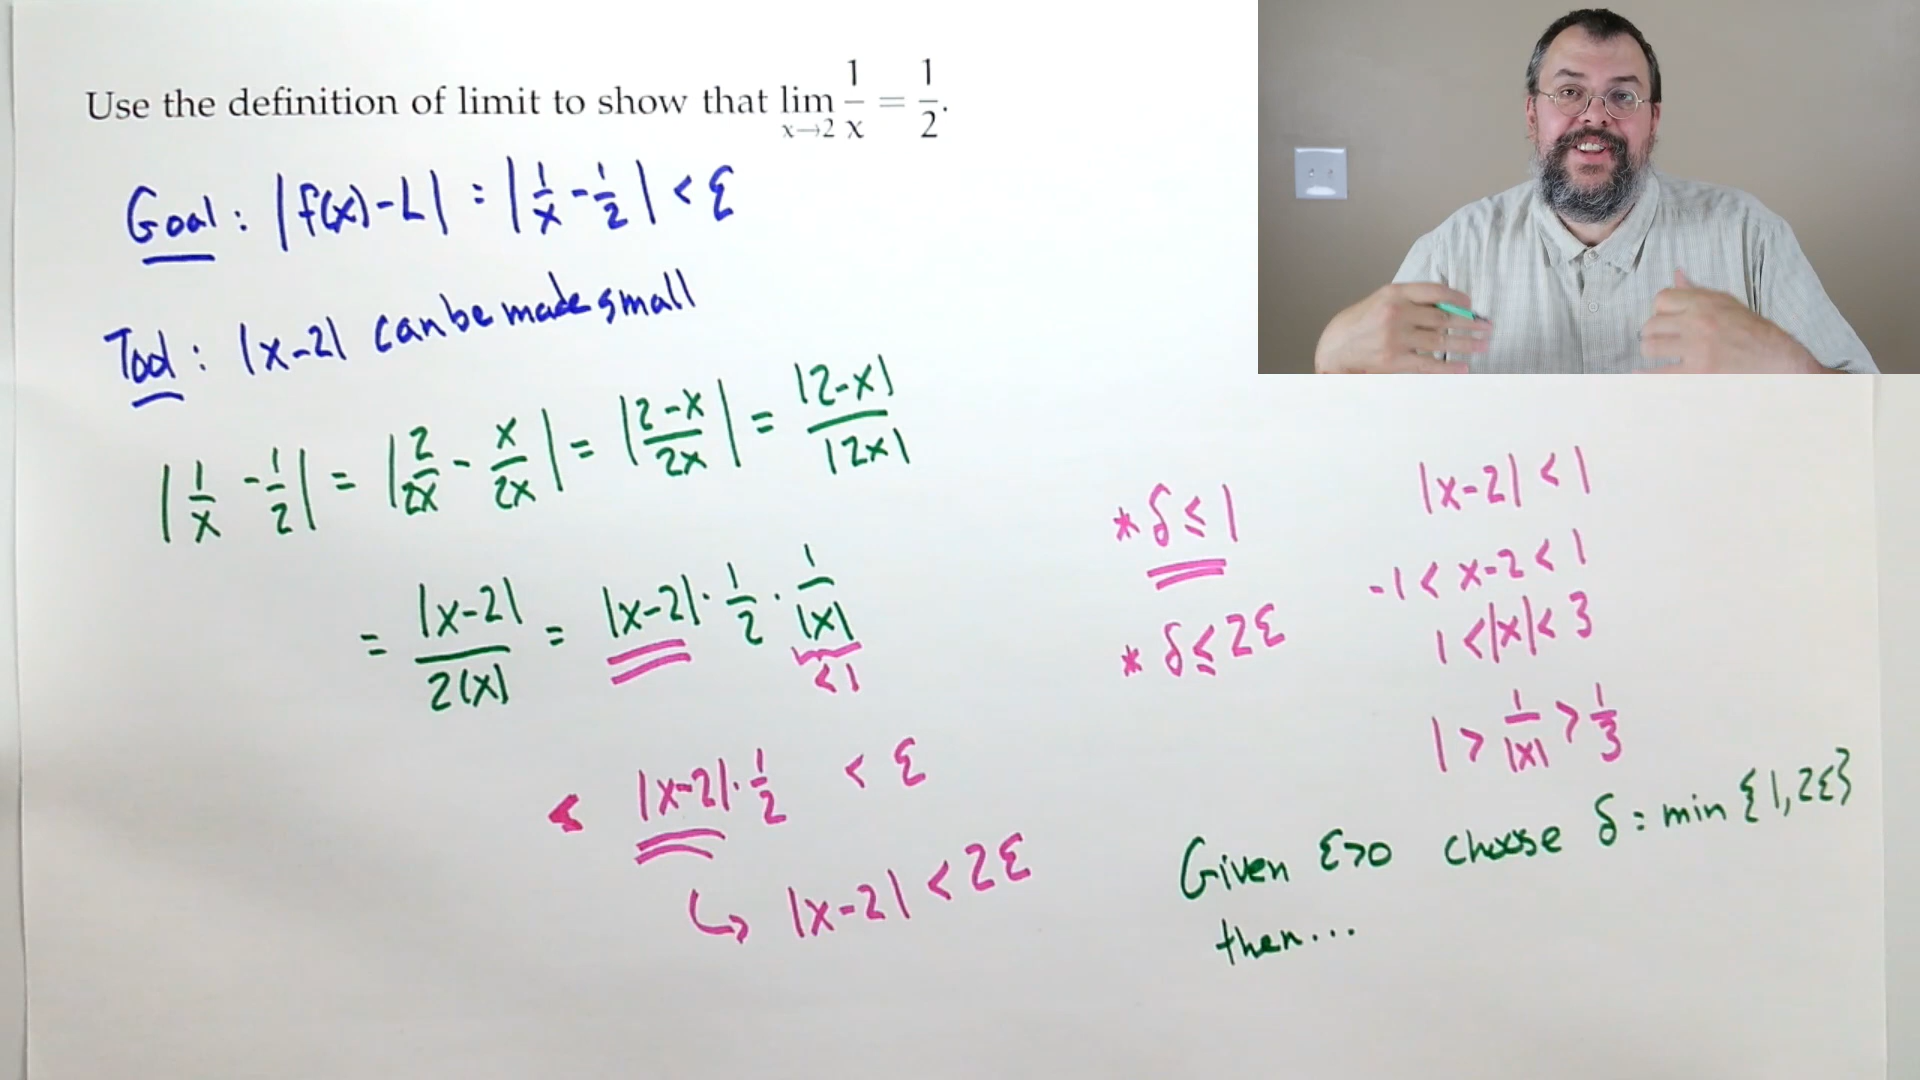 Use the definition of limit to show that lim x→2 1/x = 1/2.
Goal: |f(x)-L| = |1/x - 1/2| < ε
Tool: |x-2| can be made small
|1/x - 1/2| = |2/2x - x/2x| = |2-x/2x| = |2-x|/|2x|
= |x-2|/2|x| = |x-2| · 1/2 · 1/|x|
<1
< |x-2| · 1/2 < ε
↳ |x-2| < 2ε
* δ ≤ 1
* δ ≤ 2ε
|x-2| < 1
-1 < x-2 < 1
1 < |x| < 3
1 > 1/|x| > 1/3
Given ε>0 choose δ = min {1, 2ε}
then...